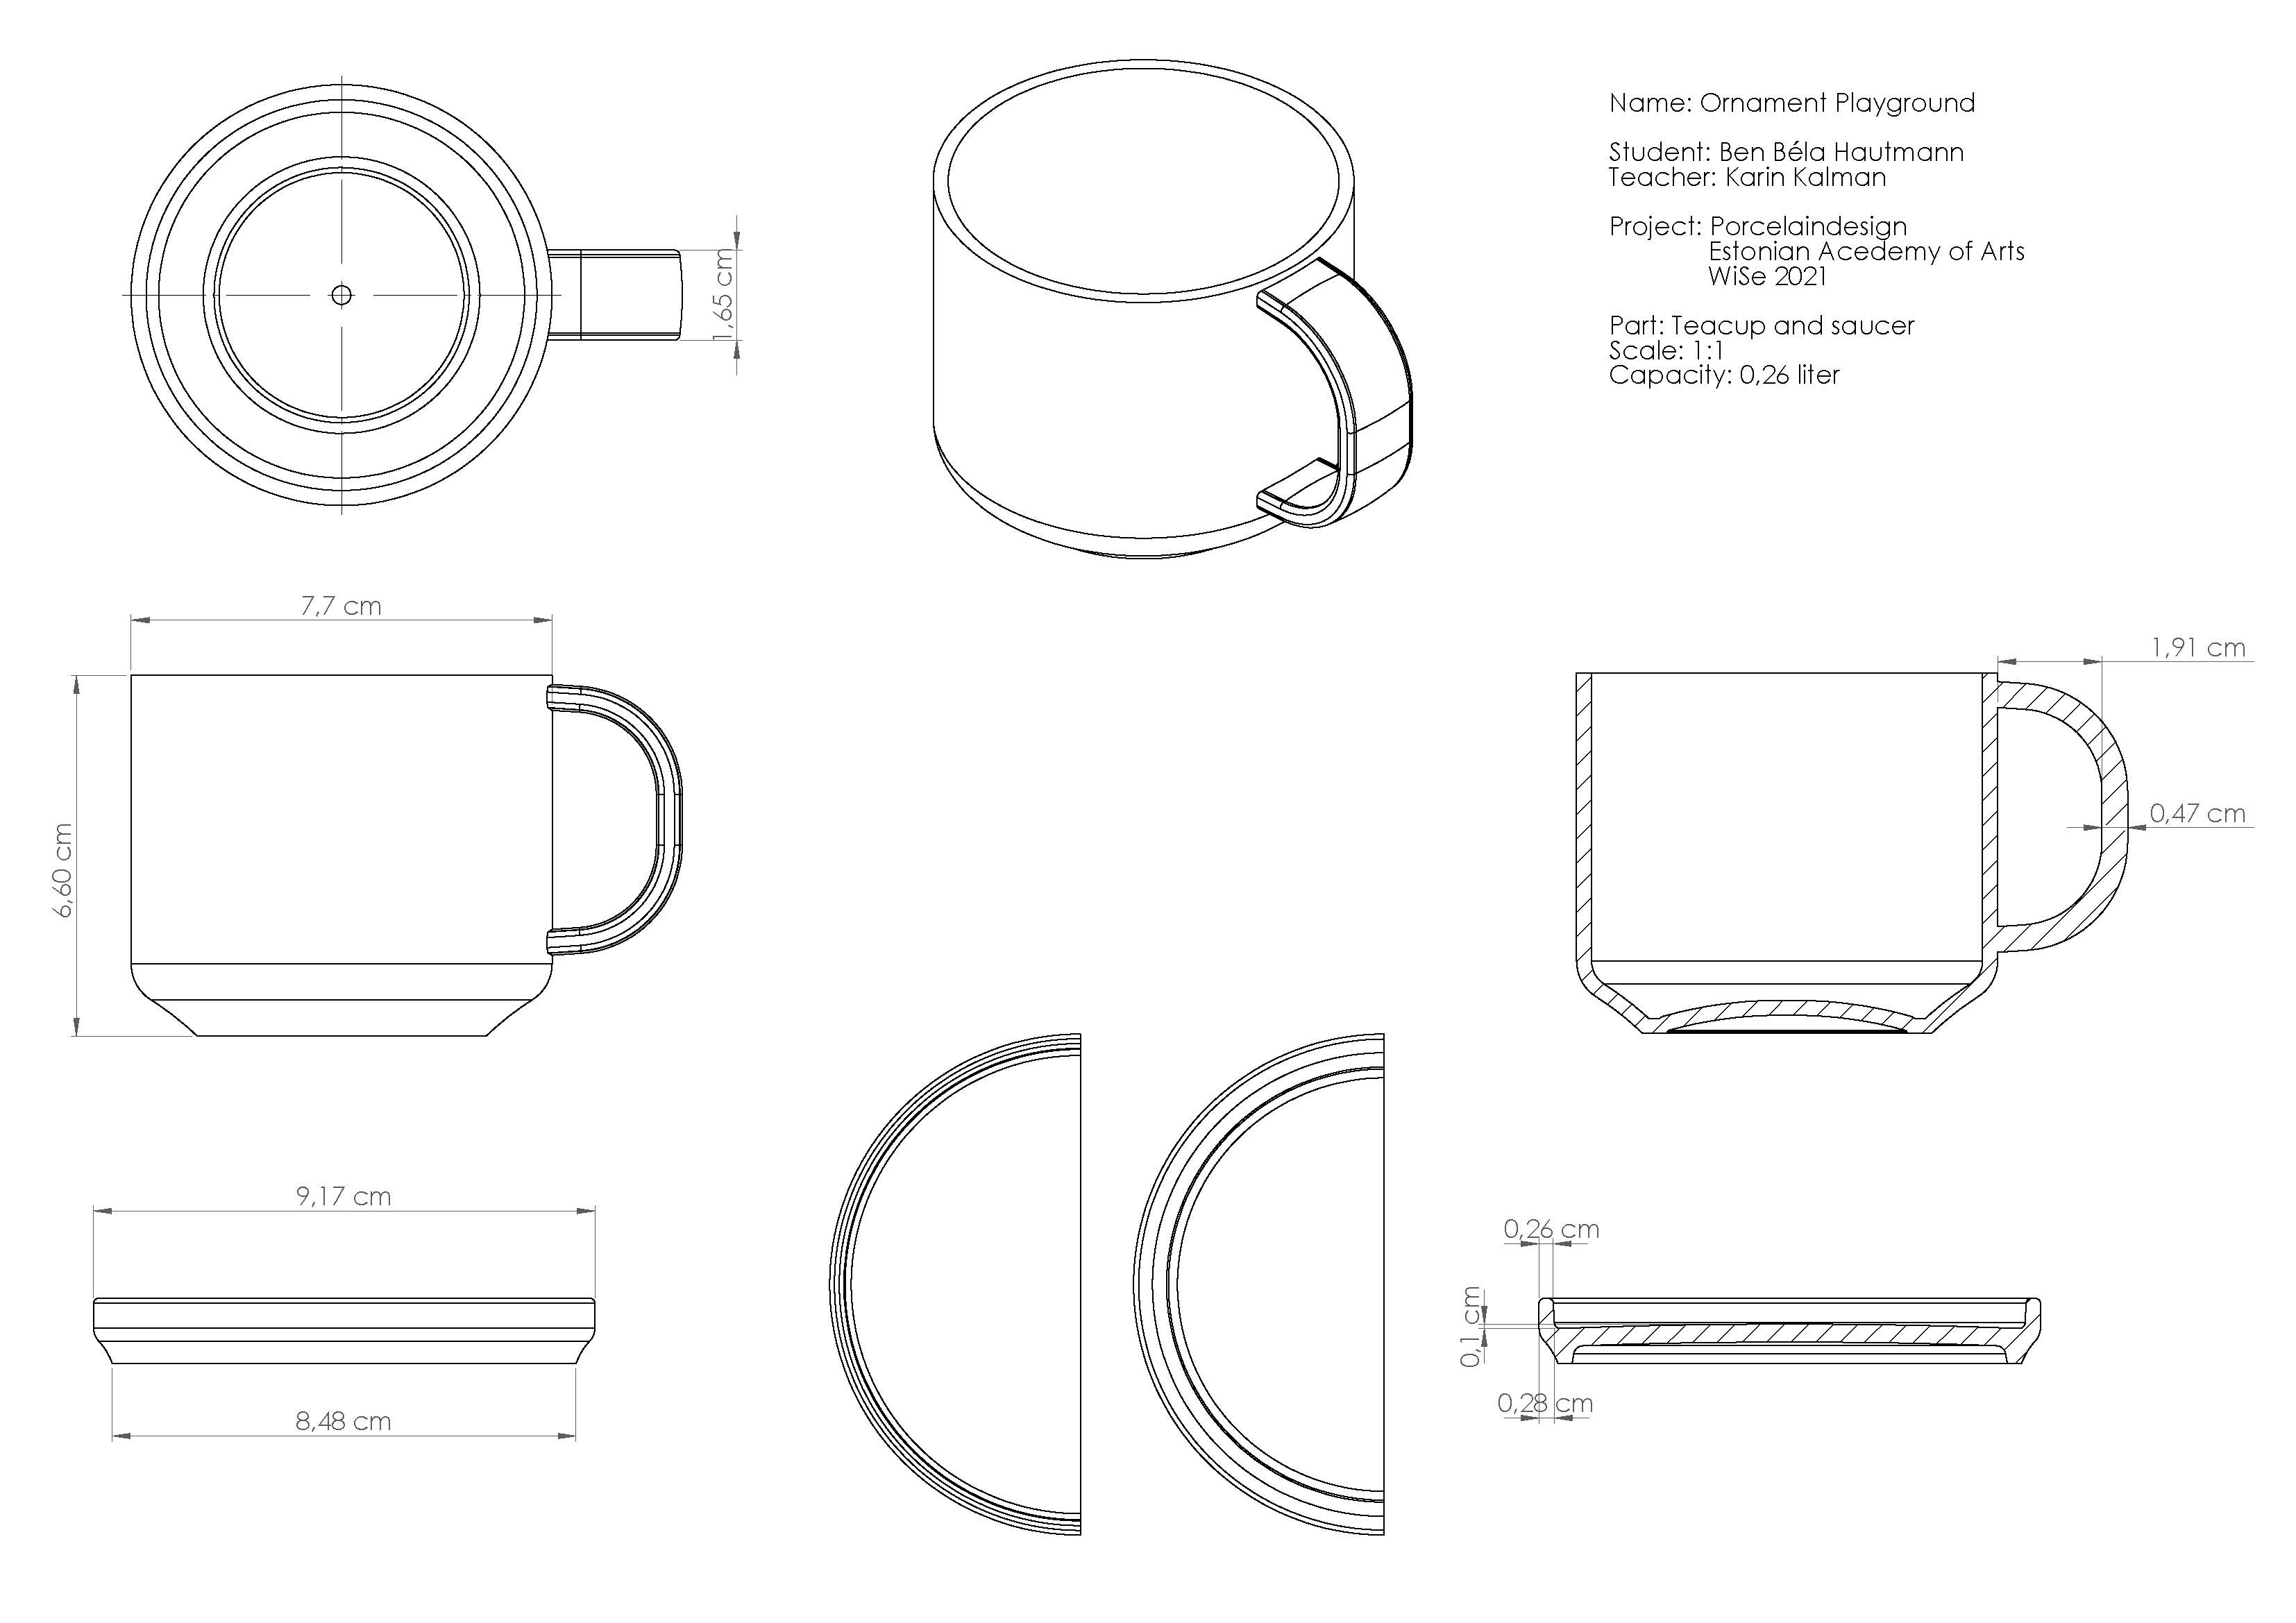 Name: Ornament Playground
Student: Ben Béla Hautmann
Teacher: Karin Kalman
Project: Porcelaindesign
Estonian Acedemy of Arts
WiSe 2021
Part: Teacup and saucer
Scale: 1:1
Capacity: 0,26 liter
1,65 cm
7,7 cm
6,60 cm
1,91 cm
0,47 cm
9,17 cm
8,48 cm
0,26 cm
0,1 cm
0,28 cm